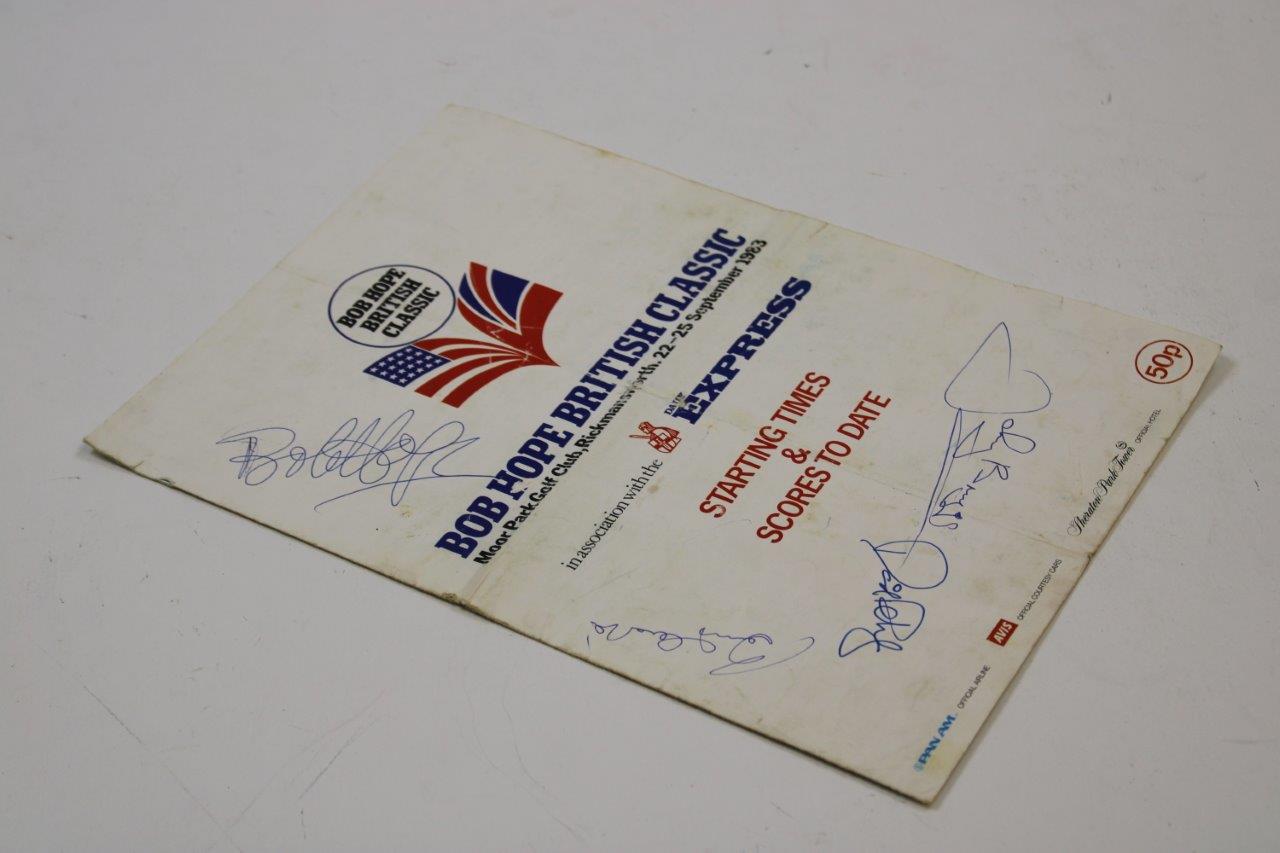 BOB HOPE
BRITISH
CLASSIC
Bob Hope
BOB HOPE BRITISH CLASSIC
Moor Park Golf Club, Rickmansworth. 22–25 September 1983
in association with the DAILY EXPRESS
STARTING TIMES
&
SCORES TO DATE
50p
Sheraton Park Tower S OFFICIAL HOTEL
AVIS OFFICIAL COURTESY CARS
PAN AM OFFICIAL AIRLINE